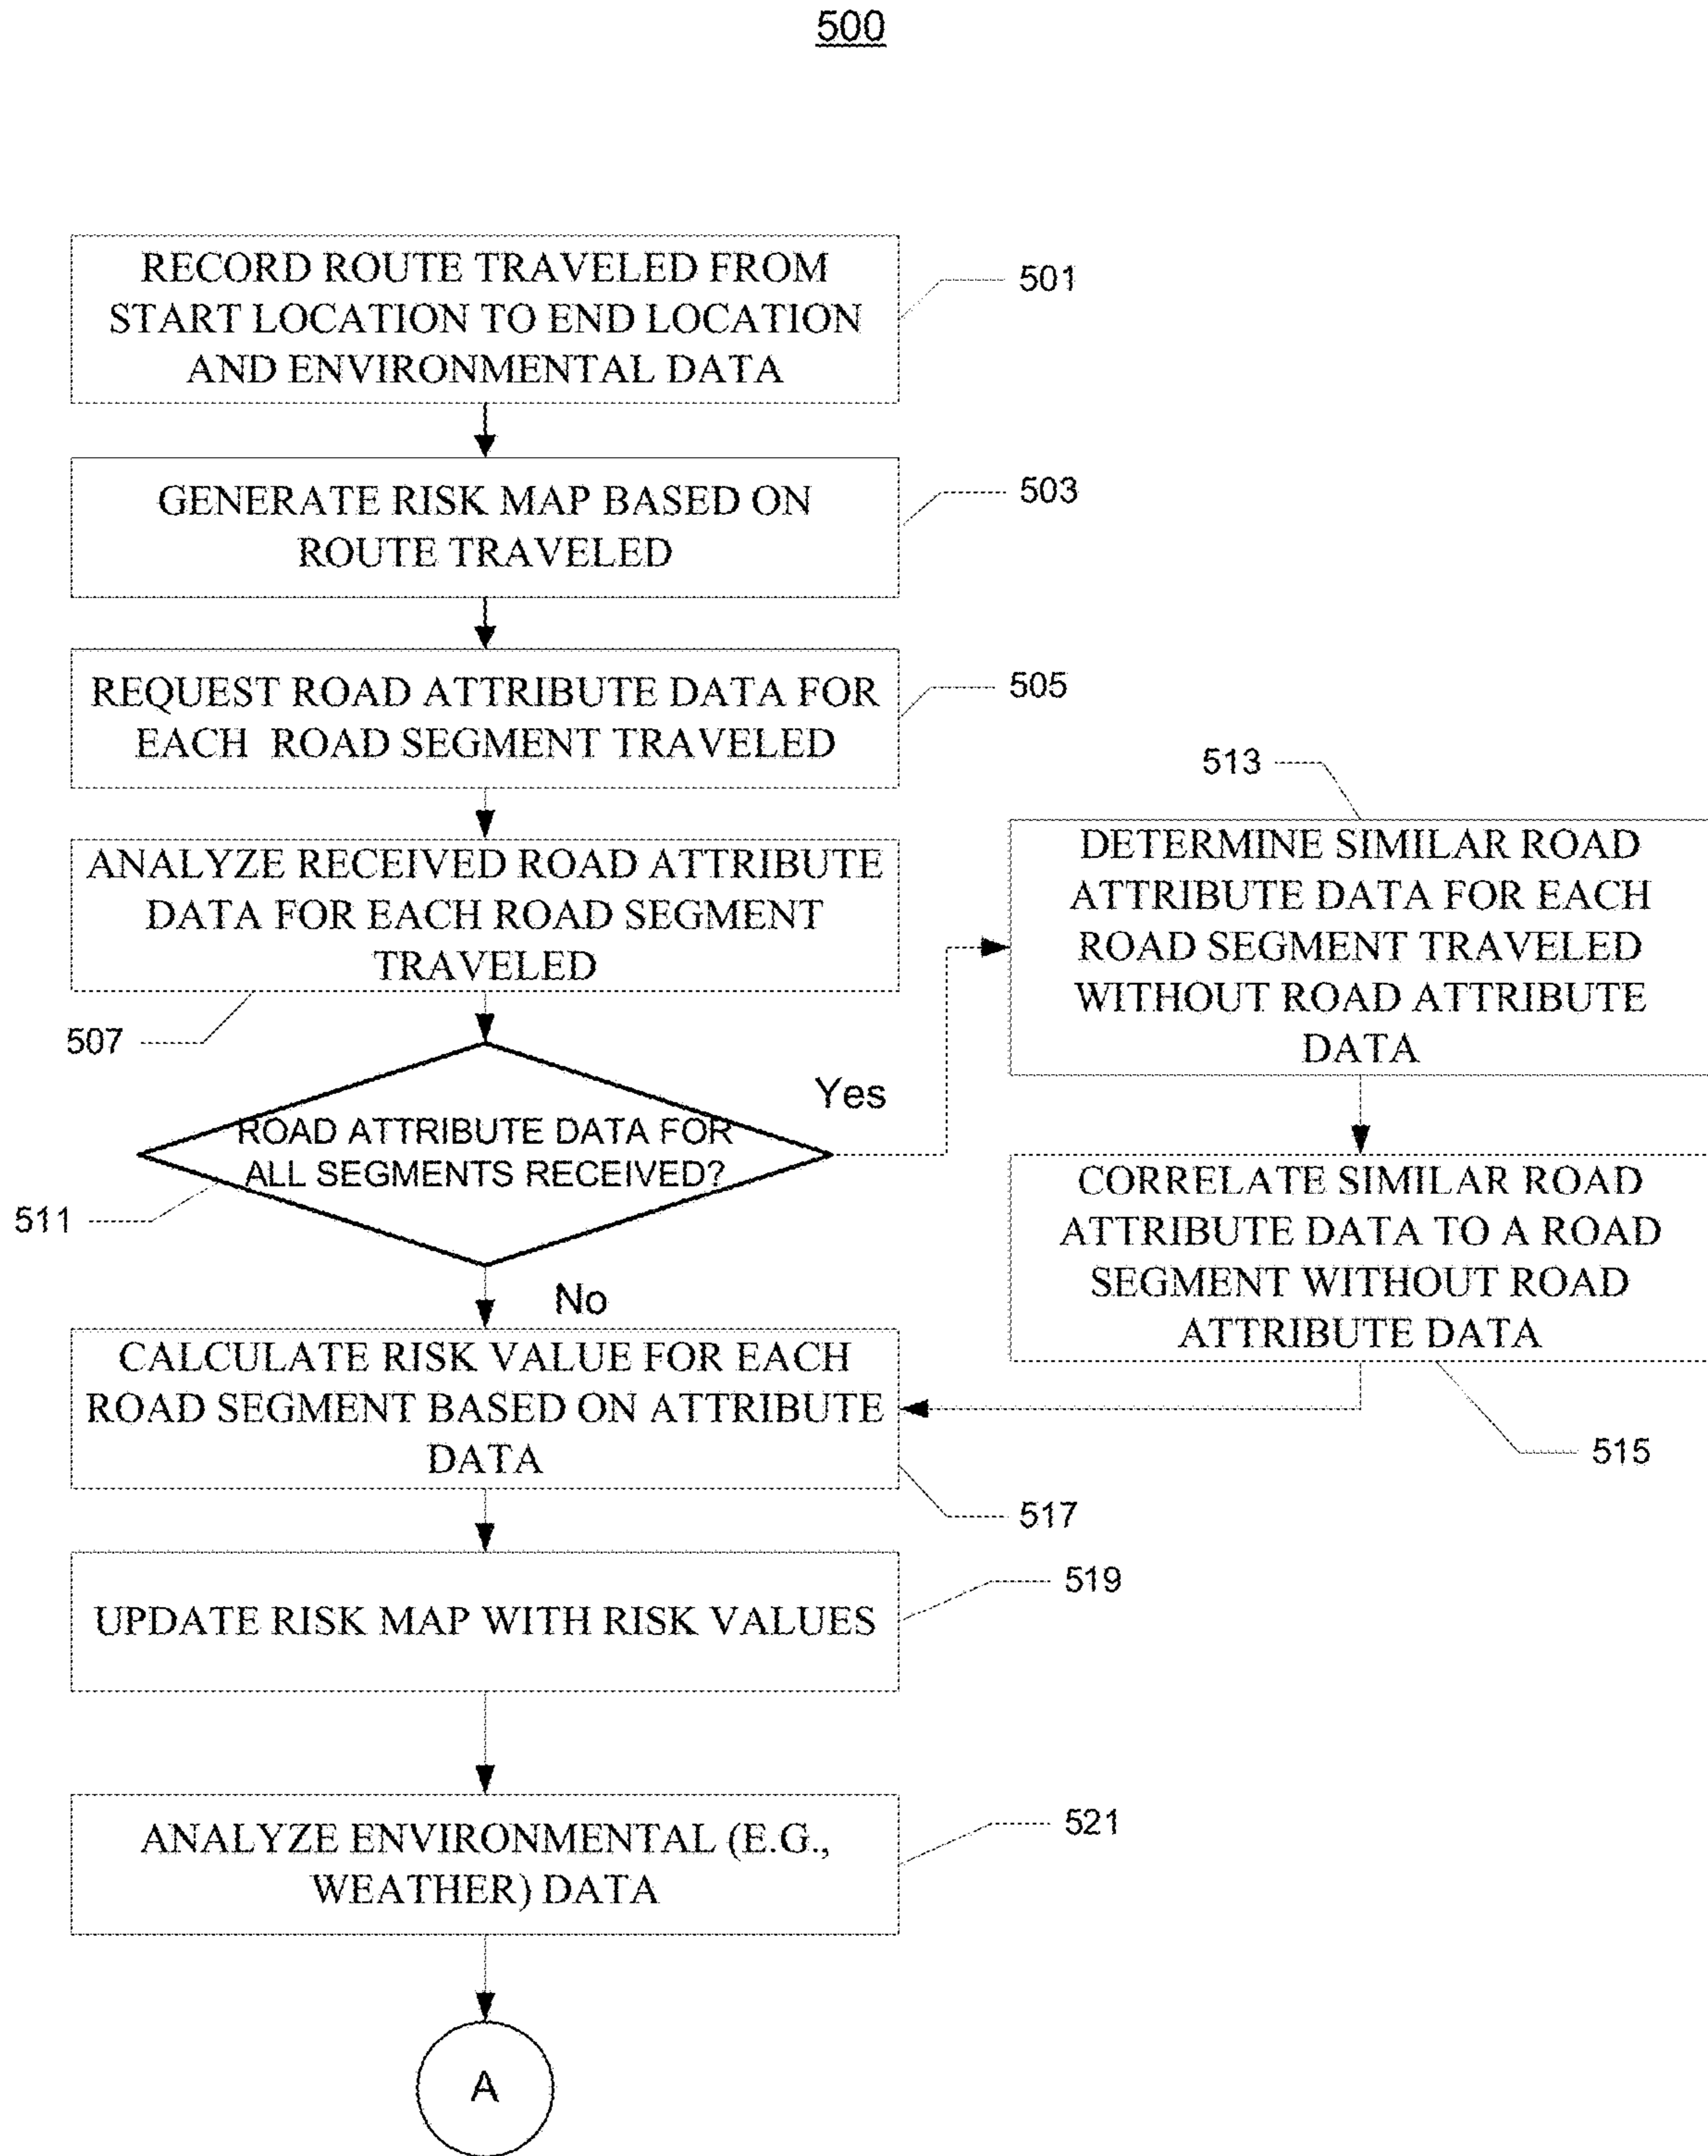 500
RECORD ROUTE TRAVELED FROM
START LOCATION TO END LOCATION
AND ENVIRONMENTAL DATA
501
GENERATE RISK MAP BASED ON
ROUTE TRAVELED
503
REQUEST ROAD ATTRIBUTE DATA FOR
EACH ROAD SEGMENT TRAVELED
505
ANALYZE RECEIVED ROAD ATTRIBUTE
DATA FOR EACH ROAD SEGMENT
TRAVELED
507
ROAD ATTRIBUTE DATA FOR
ALL SEGMENTS RECEIVED?
511
Yes
No
513
DETERMINE SIMILAR ROAD
ATTRIBUTE DATA FOR EACH
ROAD SEGMENT TRAVELED
WITHOUT ROAD ATTRIBUTE
DATA
CORRELATE SIMILAR ROAD
ATTRIBUTE DATA TO A ROAD
SEGMENT WITHOUT ROAD
ATTRIBUTE DATA
515
CALCULATE RISK VALUE FOR EACH
ROAD SEGMENT BASED ON ATTRIBUTE
DATA
517
UPDATE RISK MAP WITH RISK VALUES
519
ANALYZE ENVIRONMENTAL (E.G.,
WEATHER) DATA
521
A